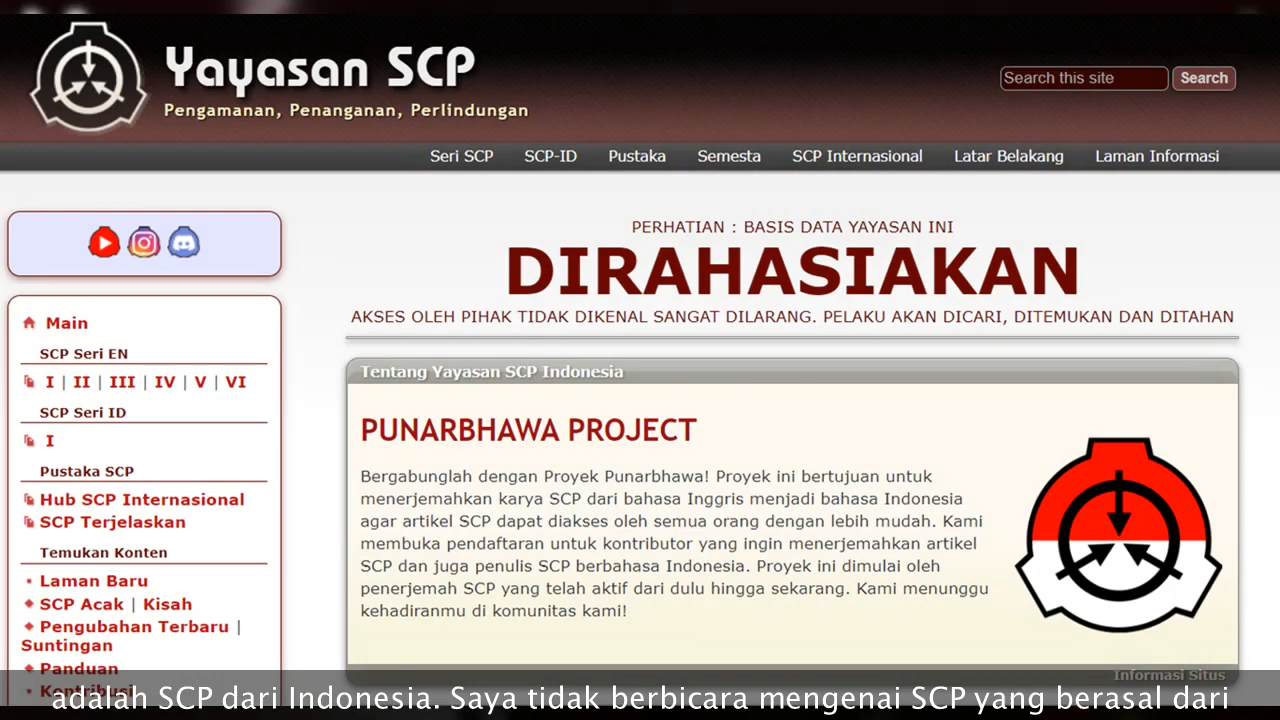 Yayasan SCP
Pengamanan, Penanganan, Perlindungan
Search this site
Search
Seri SCP
SCP-ID
Pustaka
Semesta
SCP Internasional
Latar Belakang
Laman Informasi
PERHATIAN : BASIS DATA YAYASAN INI
DIRAHASIAKAN
AKSES OLEH PIHAK TIDAK DIKENAL SANGAT DILARANG. PELAKU AKAN DICARI, DITEMUKAN DAN DITAHAN
Main
SCP Seri EN
I | II | III | IV | V | VI
SCP Seri ID
I
Pustaka SCP
Hub SCP Internasional
SCP Terjelaskan
Temukan Konten
Laman Baru
SCP Acak | Kisah
Pengubahan Terbaru |
Suntingan
Panduan
Kontribusi
Tentang Yayasan SCP Indonesia
PUNARBHAWA PROJECT
Bergabunglah dengan Proyek Punarbhawa! Proyek ini bertujuan untuk
menerjemahkan karya SCP dari bahasa Inggris menjadi bahasa Indonesia
agar artikel SCP dapat diakses oleh semua orang dengan lebih mudah. Kami
membuka pendaftaran untuk kontributor yang ingin menerjemahkan artikel
SCP dan juga penulis SCP berbahasa Indonesia. Proyek ini dimulai oleh
penerjemah SCP yang telah aktif dari dulu hingga sekarang. Kami menunggu
kehadiranmu di komunitas kami!
Informasi Situs
adalah SCP dari Indonesia. Saya tidak berbicara mengenai SCP yang berasal dari